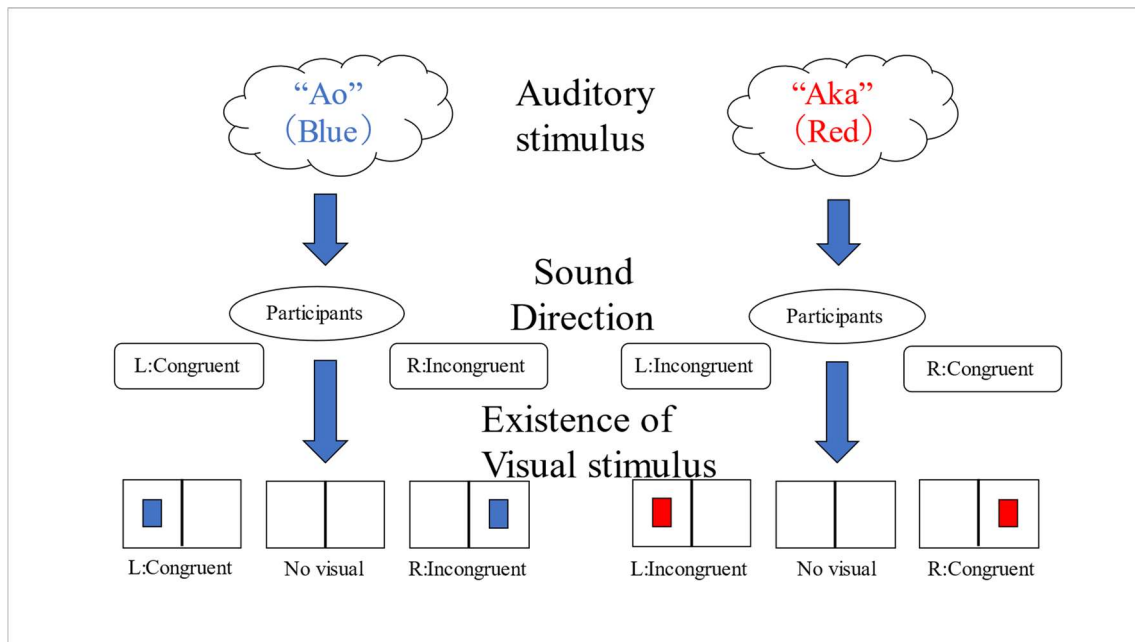 “Ao”
（Blue）
Auditory
stimulus
“Aka”
（Red）
Sound
Direction
Participants
Participants
L:Congruent
R:Incongruent
L:Incongruent
R:Congruent
Existence of
Visual stimulus
L:Congruent
No visual
R:Incongruent
L:Incongruent
No visual
R:Congruent